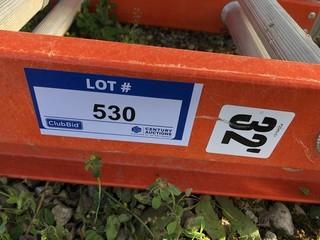 LOT #
530
ClubBid
CENTURY
AUCTIONS
32'